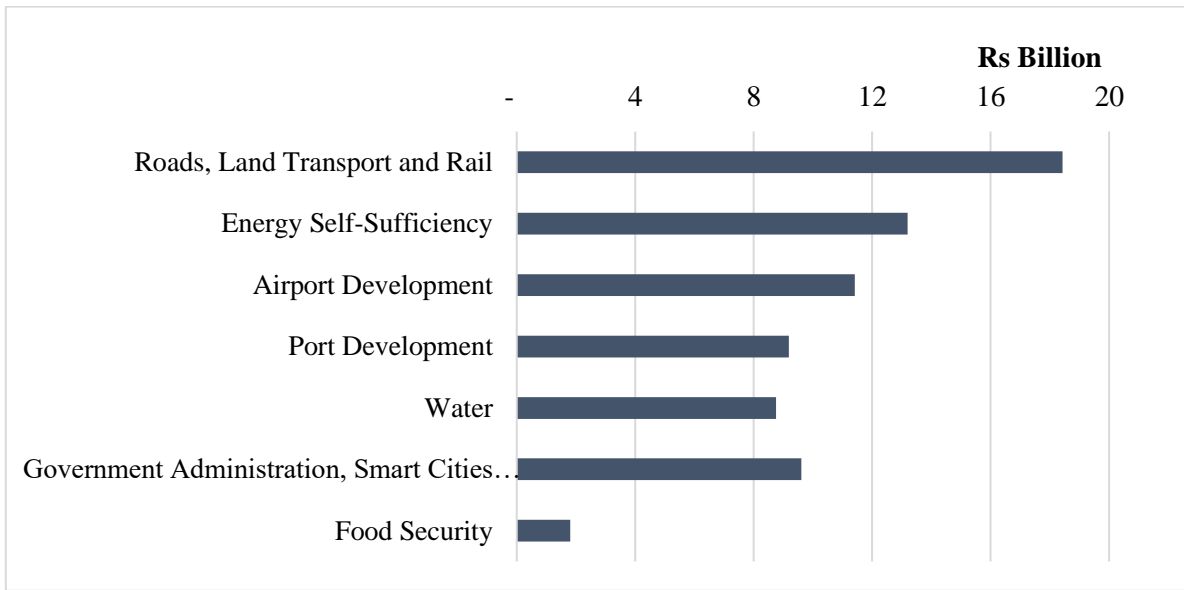 Rs Billion
- 4 8 12 16 20
Roads, Land Transport and Rail
Energy Self-Sufficiency
Airport Development
Port Development
Water
Government Administration, Smart Cities…
Food Security